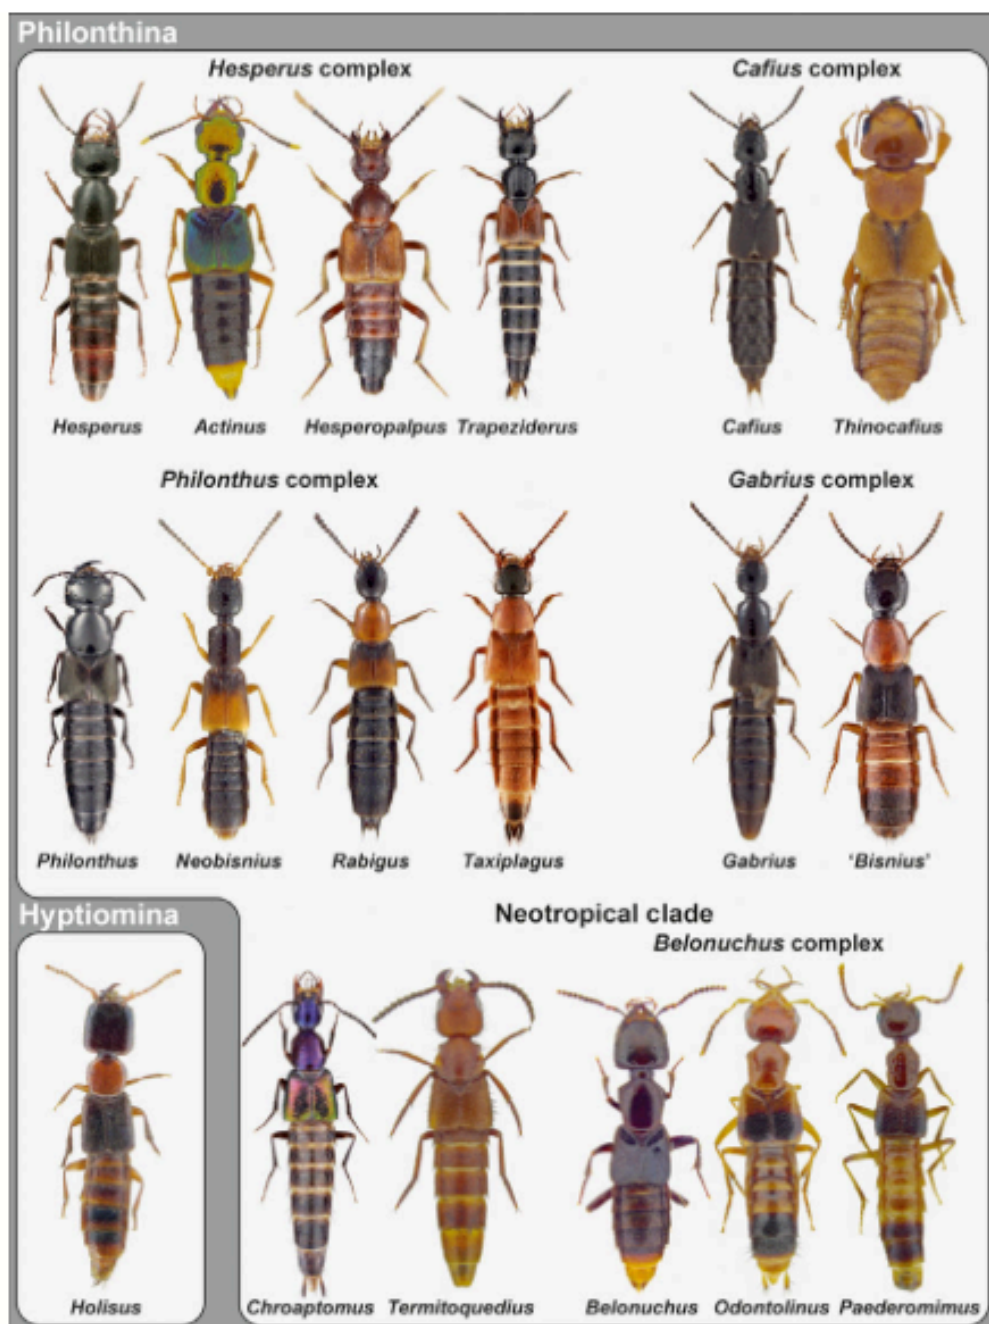 Philonthina
Hesperus complex
Cafius complex
Hesperus
Actinus
Hesperopalpus
Trapeziderus
Cafius
Thinocafius
Philonthus complex
Gabrius complex
Philonthus
Neobisnius
Rabigus
Taxiplagus
Gabrius
‘Bisnius’
Hyptiomina
Neotropical clade
Belonuchus complex
Holisus
Chroaptomus
Termitoquedius
Belonuchus
Odontolinus
Paederomimus